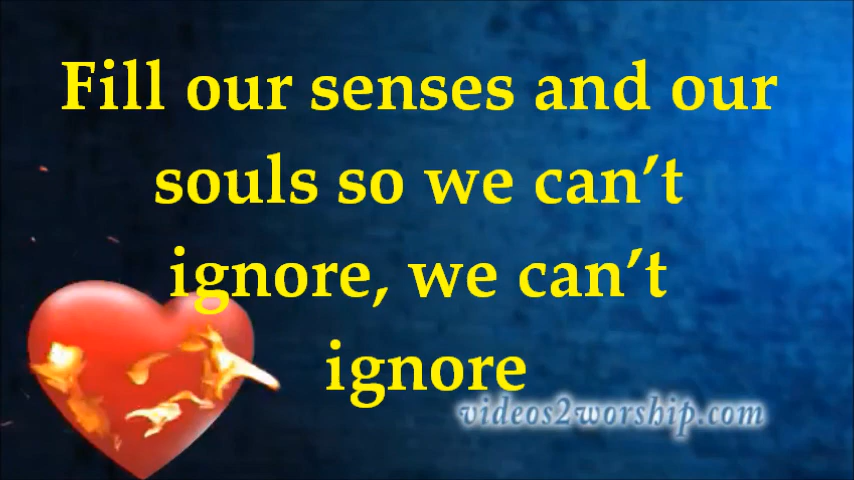 Fill our senses and our
souls so we can’t
ignore, we can’t
ignore
videos2worship.com